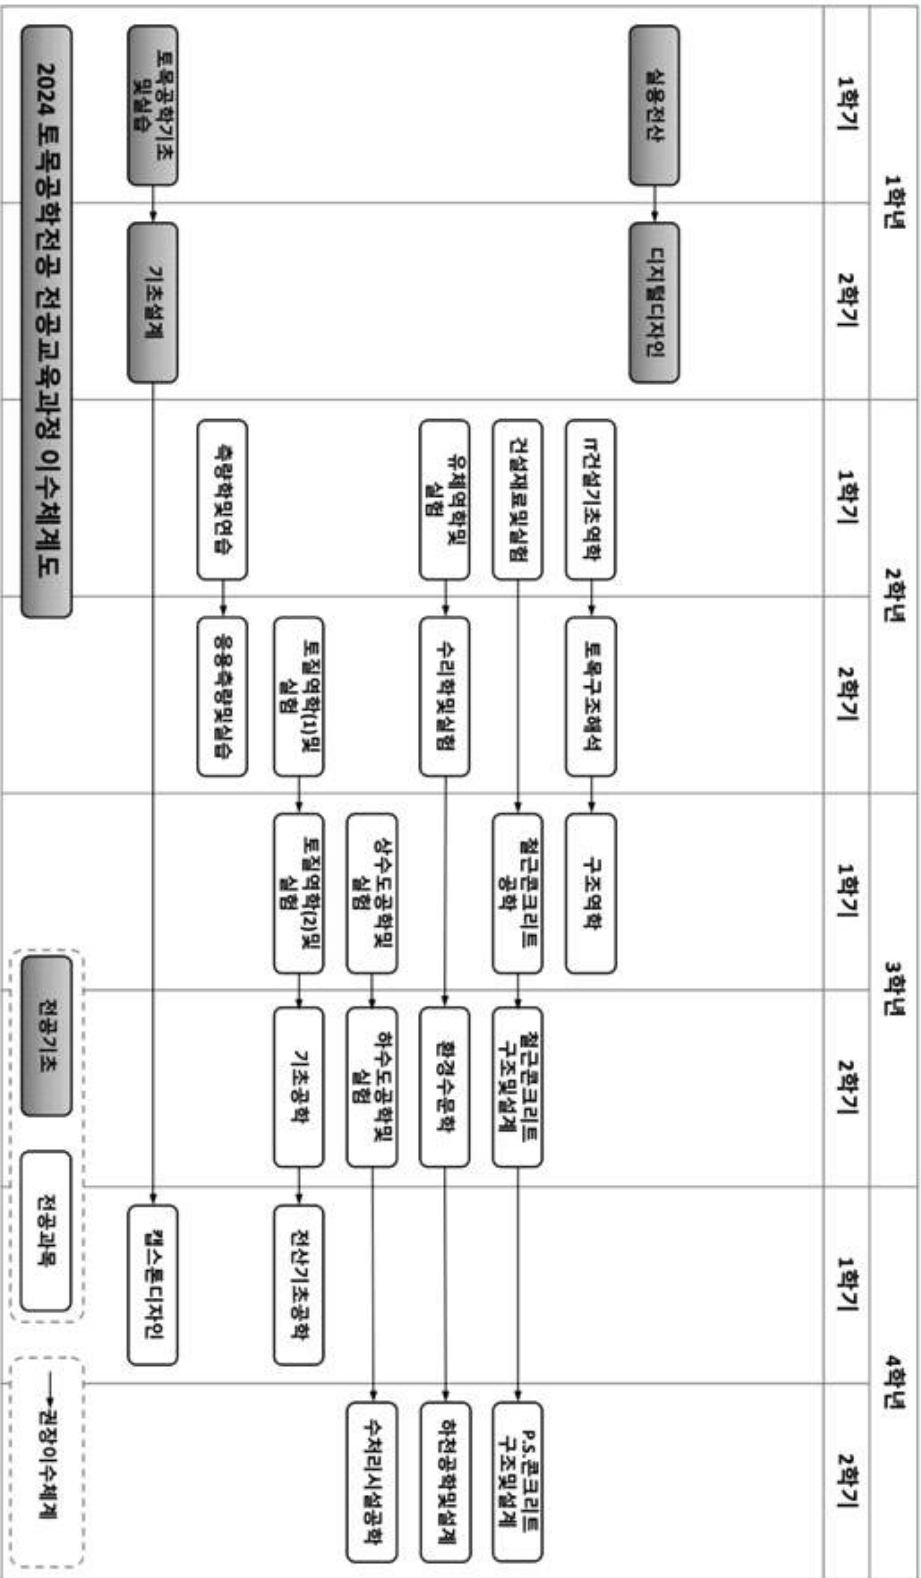 1학년
2학년
3학년
4학년
1학기
2학기
1학기
2학기
1학기
2학기
1학기
2학기
실용전산
디지털디자인
IT건설기초역학
토목구조해석
구조역학
건설재료및실험
철근콘크리트
공학
철근콘크리트
구조및설계
P.S.콘크리트
구조및설계
유체역학및
실험
수리학및실험
환경수문학
하천공학및설계
상수도공학및
실험
하수도공학및
실험
수처리시설공학
토질역학(1)및
실험
토질역학(2)및
실험
기초공학
전산기초공학
측량학및연습
응용측량및실습
토목공학기초
및실습
기초설계
캡스톤디자인
2024 토목공학전공 전공교육과정 이수체계도
전공기초
전공과목
권장이수체계